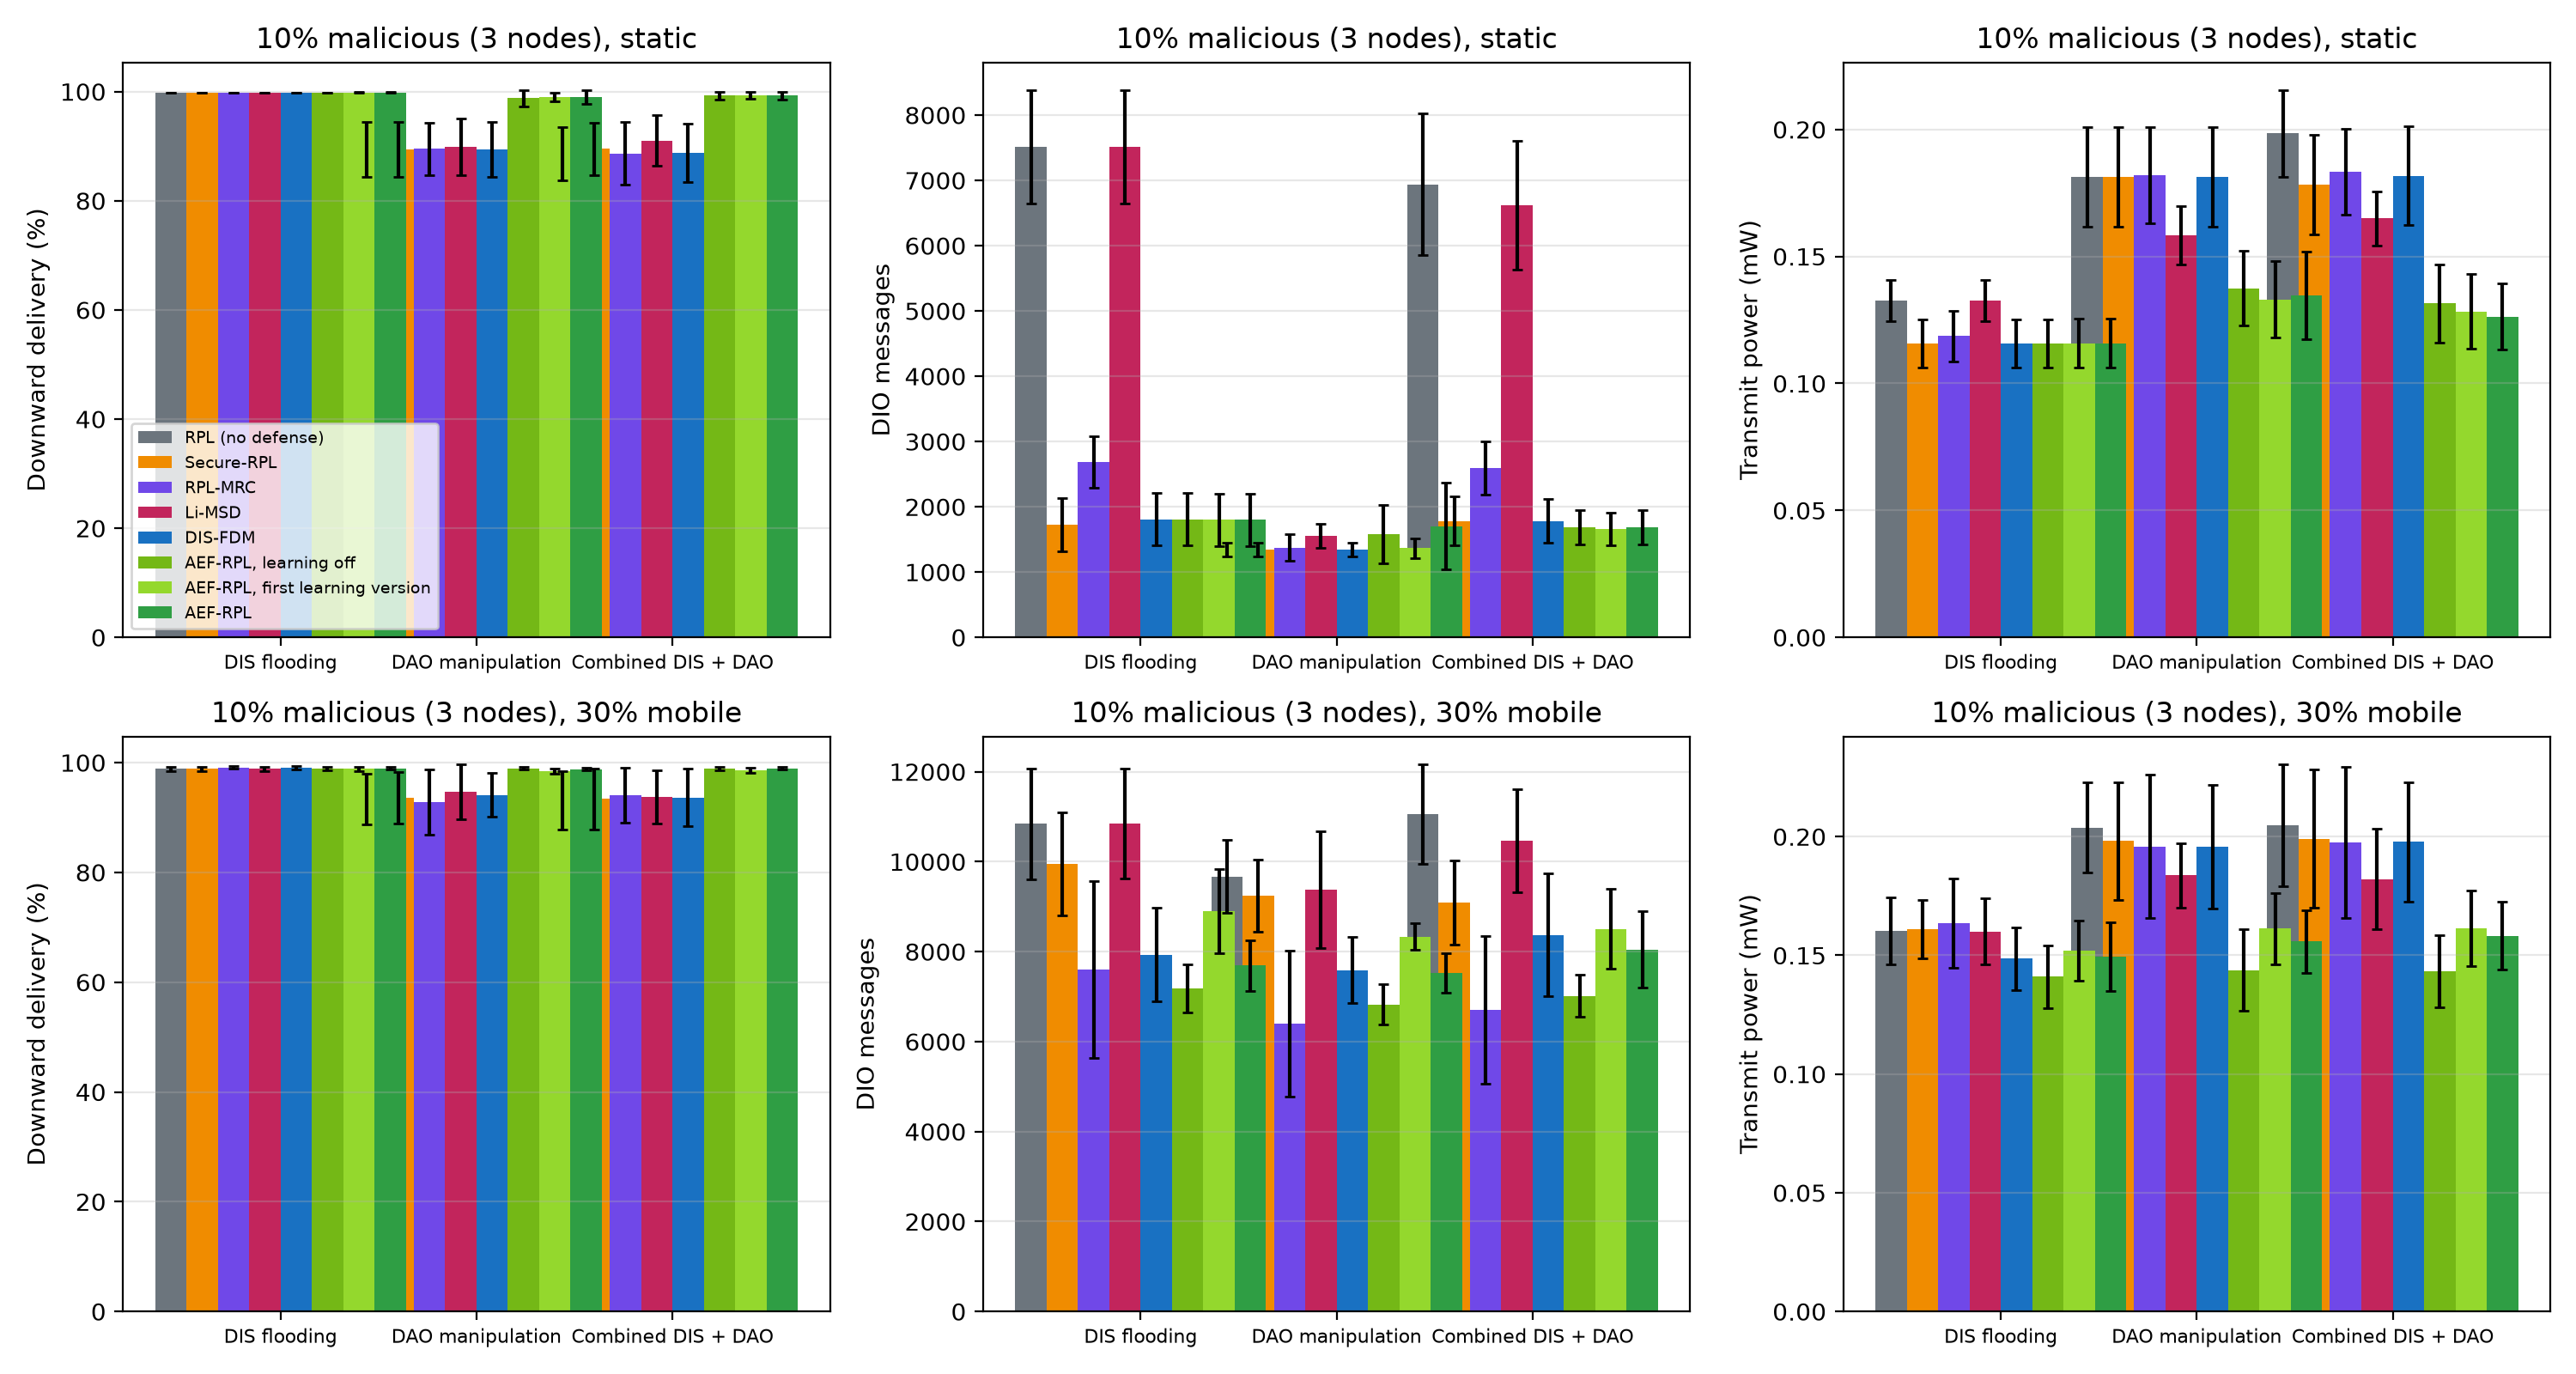 10% malicious (3 nodes), static
Downward delivery (%)
100
80
60
40
20
0
RPL (no defense)
Secure-RPL
RPL-MRC
Li-MSD
DIS-FDM
AEF-RPL, learning off
AEF-RPL, first learning version
AEF-RPL
DIS flooding
DAO manipulation
Combined DIS + DAO
10% malicious (3 nodes), static
DIO messages
8000
7000
6000
5000
4000
3000
2000
1000
0
DIS flooding
DAO manipulation
Combined DIS + DAO
10% malicious (3 nodes), static
Transmit power (mW)
0.20
0.15
0.10
0.05
0.00
DIS flooding
DAO manipulation
Combined DIS + DAO
10% malicious (3 nodes), 30% mobile
Downward delivery (%)
100
80
60
40
20
0
DIS flooding
DAO manipulation
Combined DIS + DAO
10% malicious (3 nodes), 30% mobile
DIO messages
12000
10000
8000
6000
4000
2000
0
DIS flooding
DAO manipulation
Combined DIS + DAO
10% malicious (3 nodes), 30% mobile
Transmit power (mW)
0.20
0.15
0.10
0.05
0.00
DIS flooding
DAO manipulation
Combined DIS + DAO